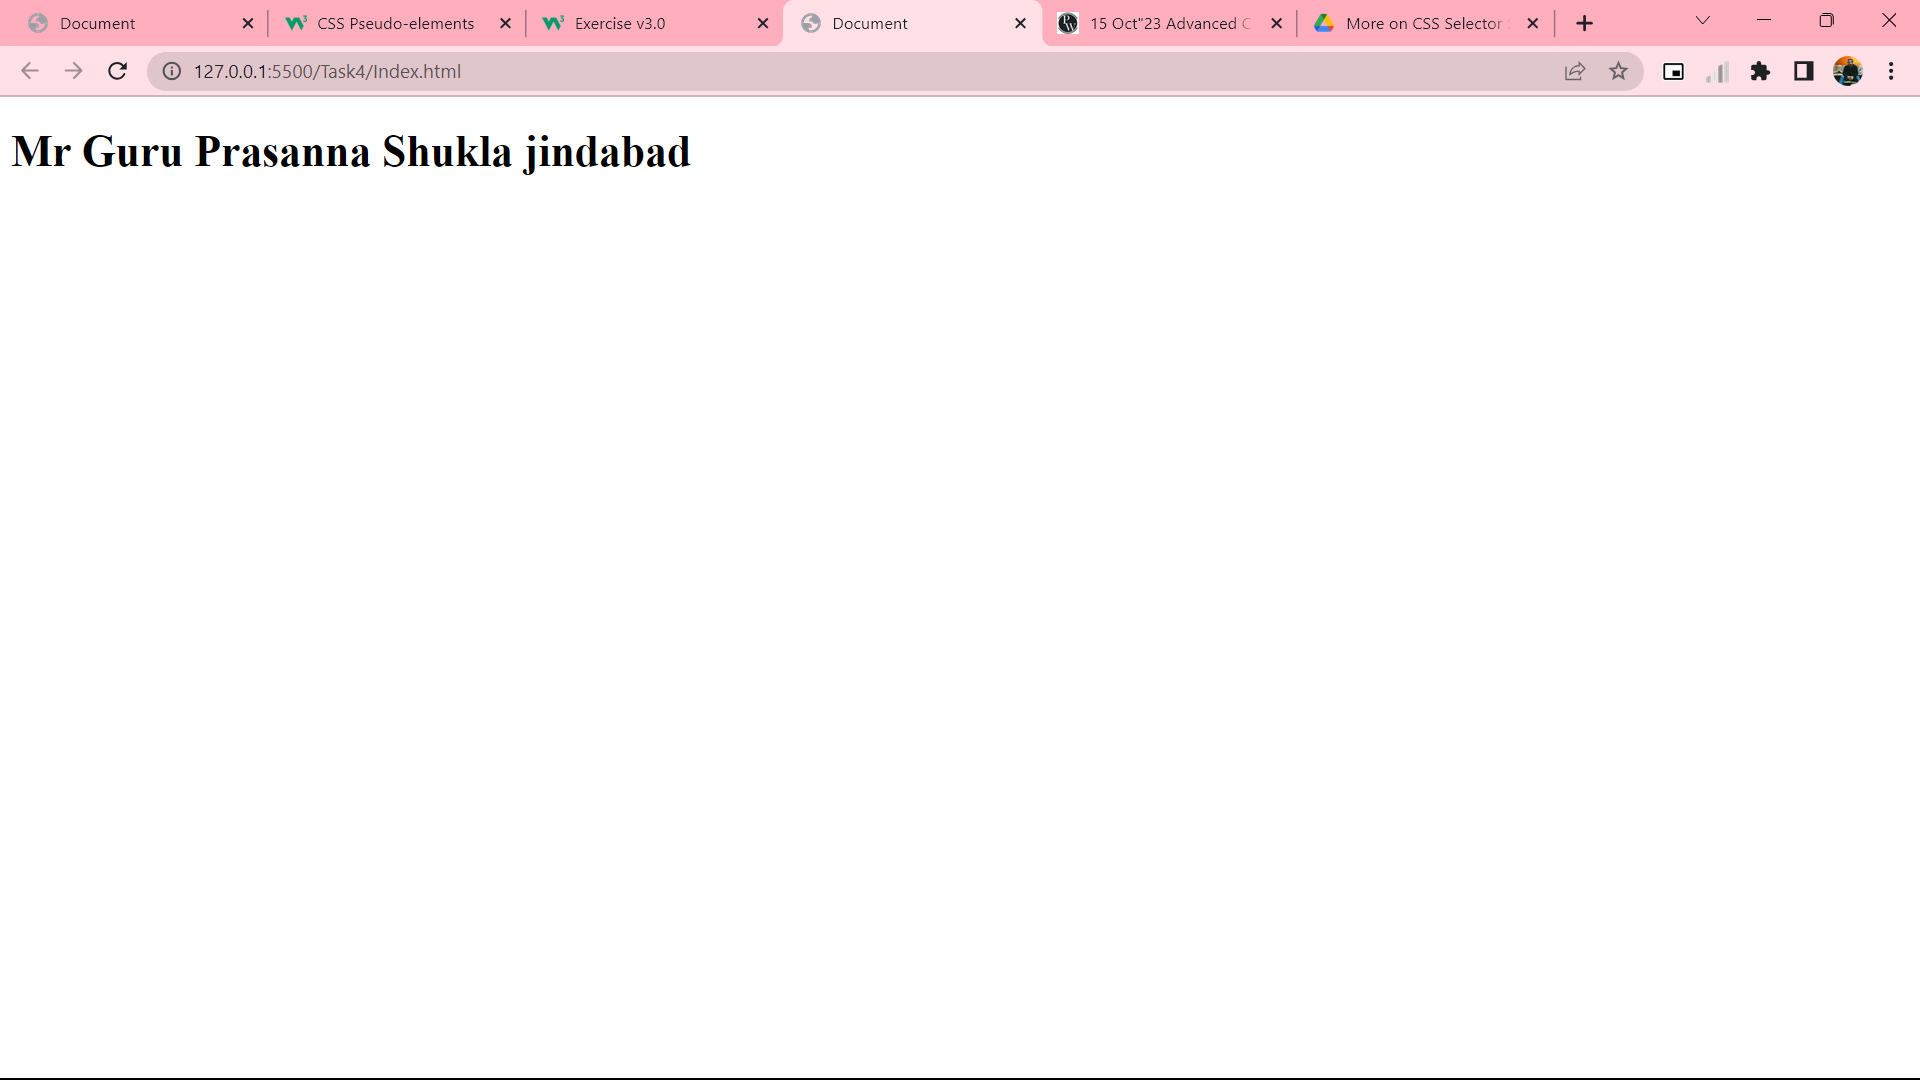 Document
CSS Pseudo-elements
Exercise v3.0
Document
15 Oct"23 Advanced C
More on CSS Selector
127.0.0.1:5500/Task4/Index.html
Mr Guru Prasanna Shukla jindabad